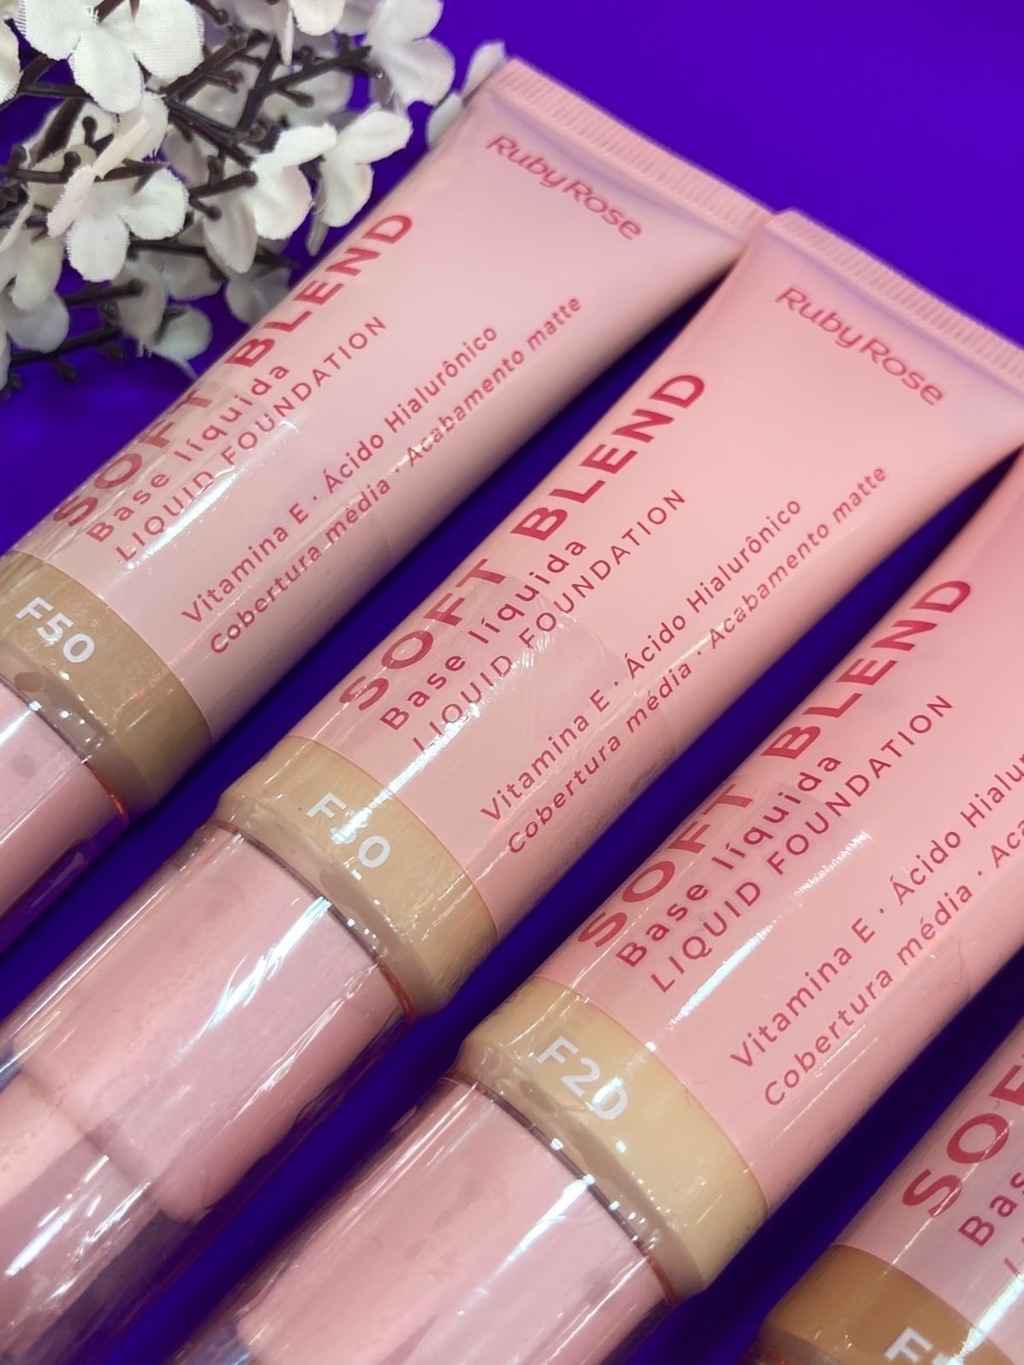 RubyRose
SOFT BLEND
Base líquida
LIQUID FOUNDATION
Vitamina E · Ácido Hialurônico
Cobertura média · Acabamento matte
F50
RubyRose
SOFT BLEND
Base líquida
LIQUID FOUNDATION
Vitamina E · Ácido Hialurônico
Cobertura média · Acabamento matte
SOFT BLEND
Base líquida
LIQUID FOUNDATION
Vitamina E · Ácido
Cobertura média ·
F20